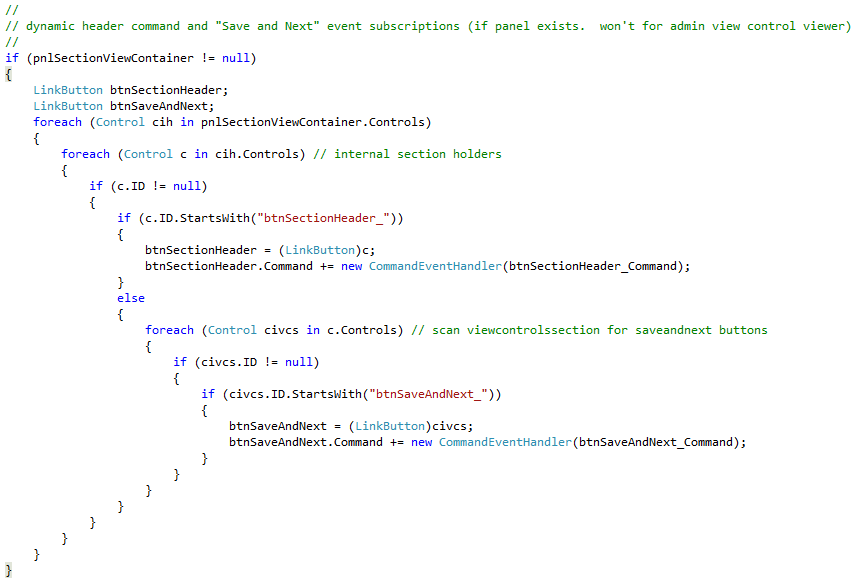 //
// dynamic header command and "Save and Next" event subscriptions (if panel exists.  won't for admin view control viewer)
//
if (pnlSectionViewContainer != null)
{
    LinkButton btnSectionHeader;
    LinkButton btnSaveAndNext;
    foreach (Control cih in pnlSectionViewContainer.Controls)
    {
        foreach (Control c in cih.Controls) // internal section holders
        {
            if (c.ID != null)
            {
                if (c.ID.StartsWith("btnSectionHeader_"))
                {
                    btnSectionHeader = (LinkButton)c;
                    btnSectionHeader.Command += new CommandEventHandler(btnSectionHeader_Command);
                }
                else
                {
                    foreach (Control civcs in c.Controls) // scan viewcontrolssection for saveandnext buttons
                    {
                        if (civcs.ID != null)
                        {
                            if (civcs.ID.StartsWith("btnSaveAndNext_"))
                            {
                                btnSaveAndNext = (LinkButton)civcs;
                                btnSaveAndNext.Command += new CommandEventHandler(btnSaveAndNext_Command);
                            }
                        }
                    }
                }
            }
        }
    }
}